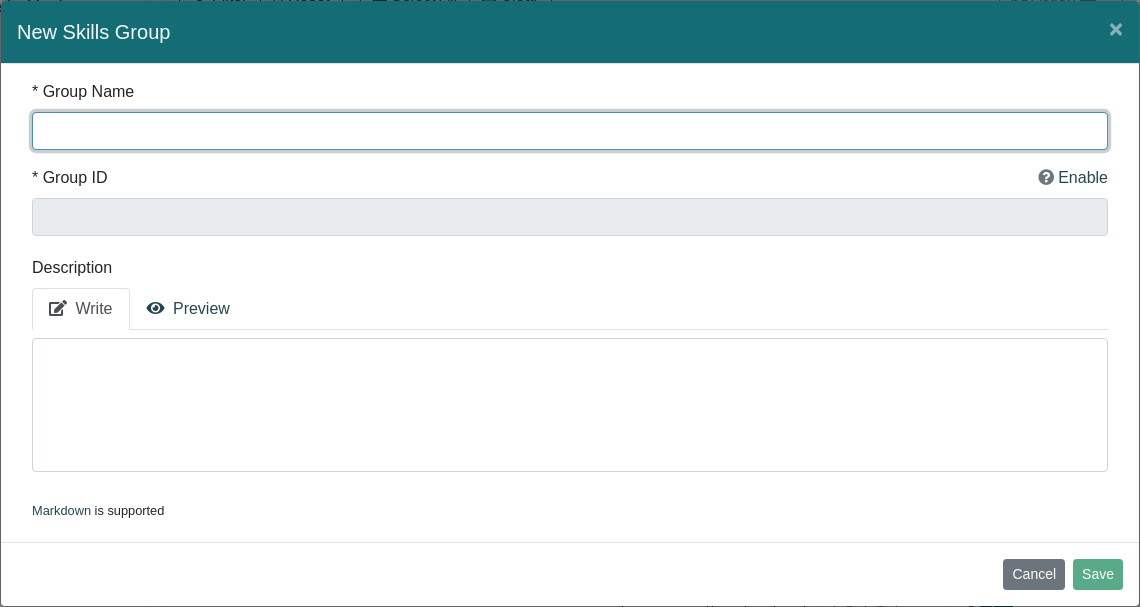 New Skills Group ×
* Group Name
* Group ID Enable
Description
Write Preview
Markdown is supported
Cancel Save